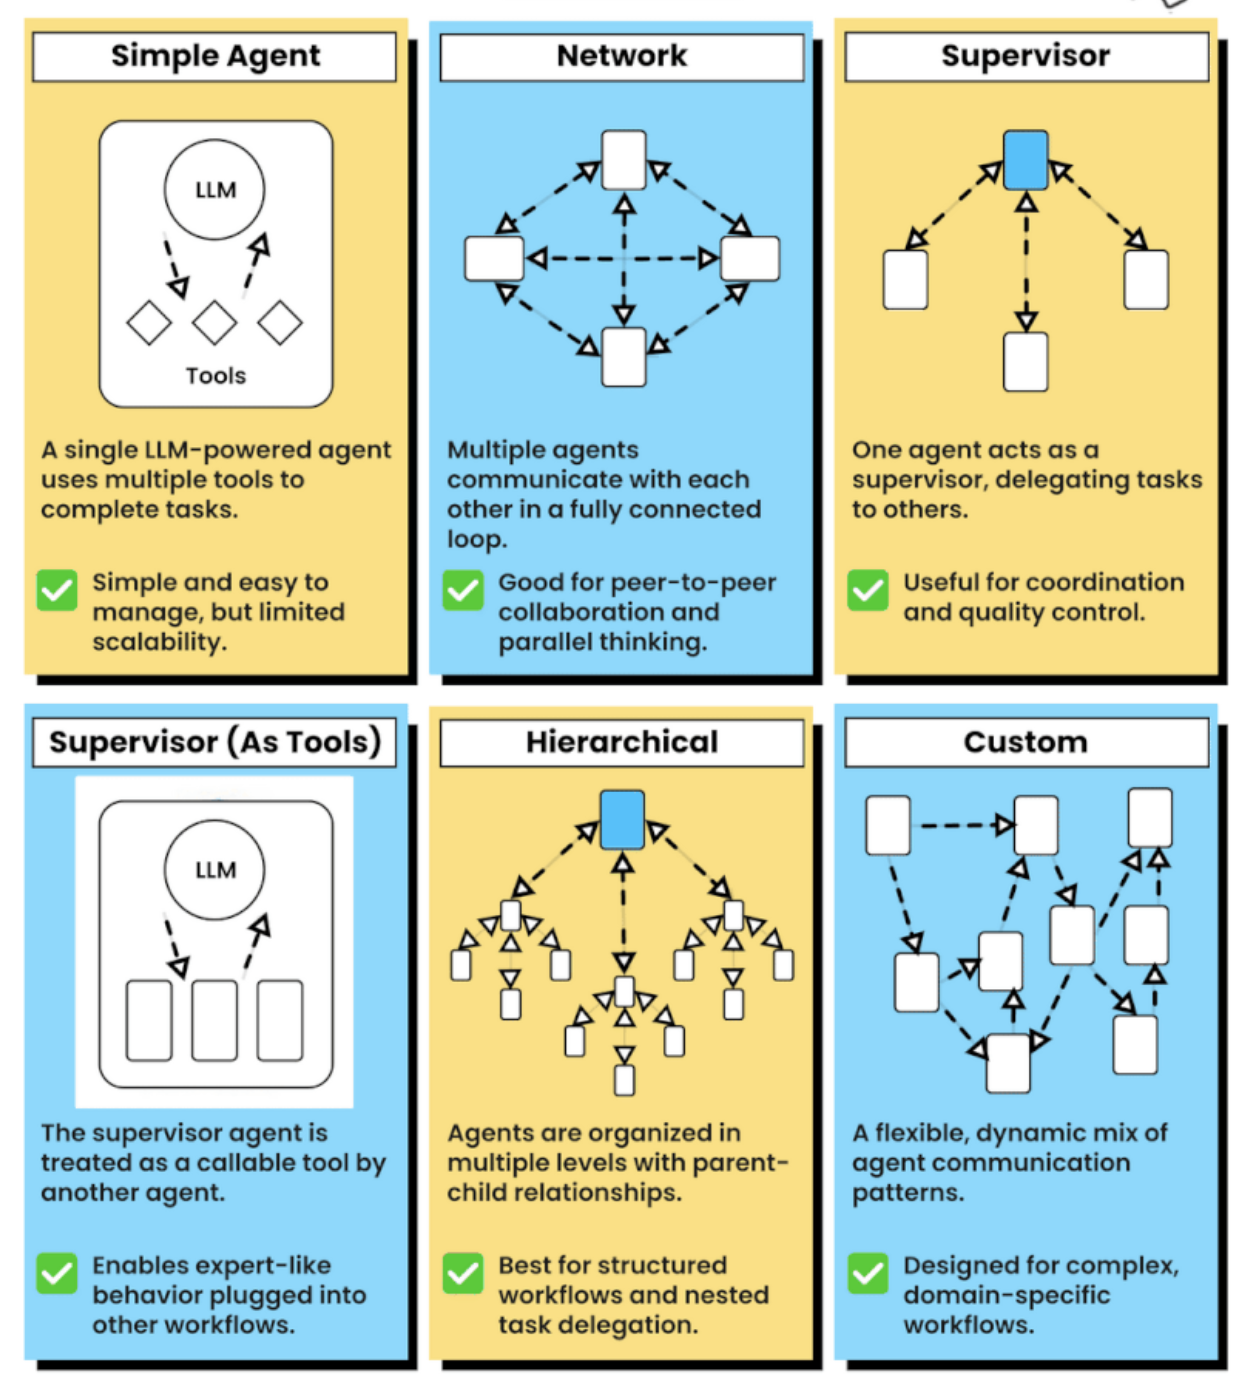 Simple Agent
LLM
Tools
A single LLM-powered agent
uses multiple tools to
complete tasks.
Simple and easy to
manage, but limited
scalability.
Network
Multiple agents
communicate with each
other in a fully connected
loop.
Good for peer-to-peer
collaboration and
parallel thinking.
Supervisor
One agent acts as a
supervisor, delegating tasks
to others.
Useful for coordination
and quality control.
Supervisor (As Tools)
LLM
The supervisor agent is
treated as a callable tool by
another agent.
Enables expert-like
behavior plugged into
other workflows.
Hierarchical
Agents are organized in
multiple levels with parent-
child relationships.
Best for structured
workflows and nested
task delegation.
Custom
A flexible, dynamic mix of
agent communication
patterns.
Designed for complex,
domain-specific
workflows.